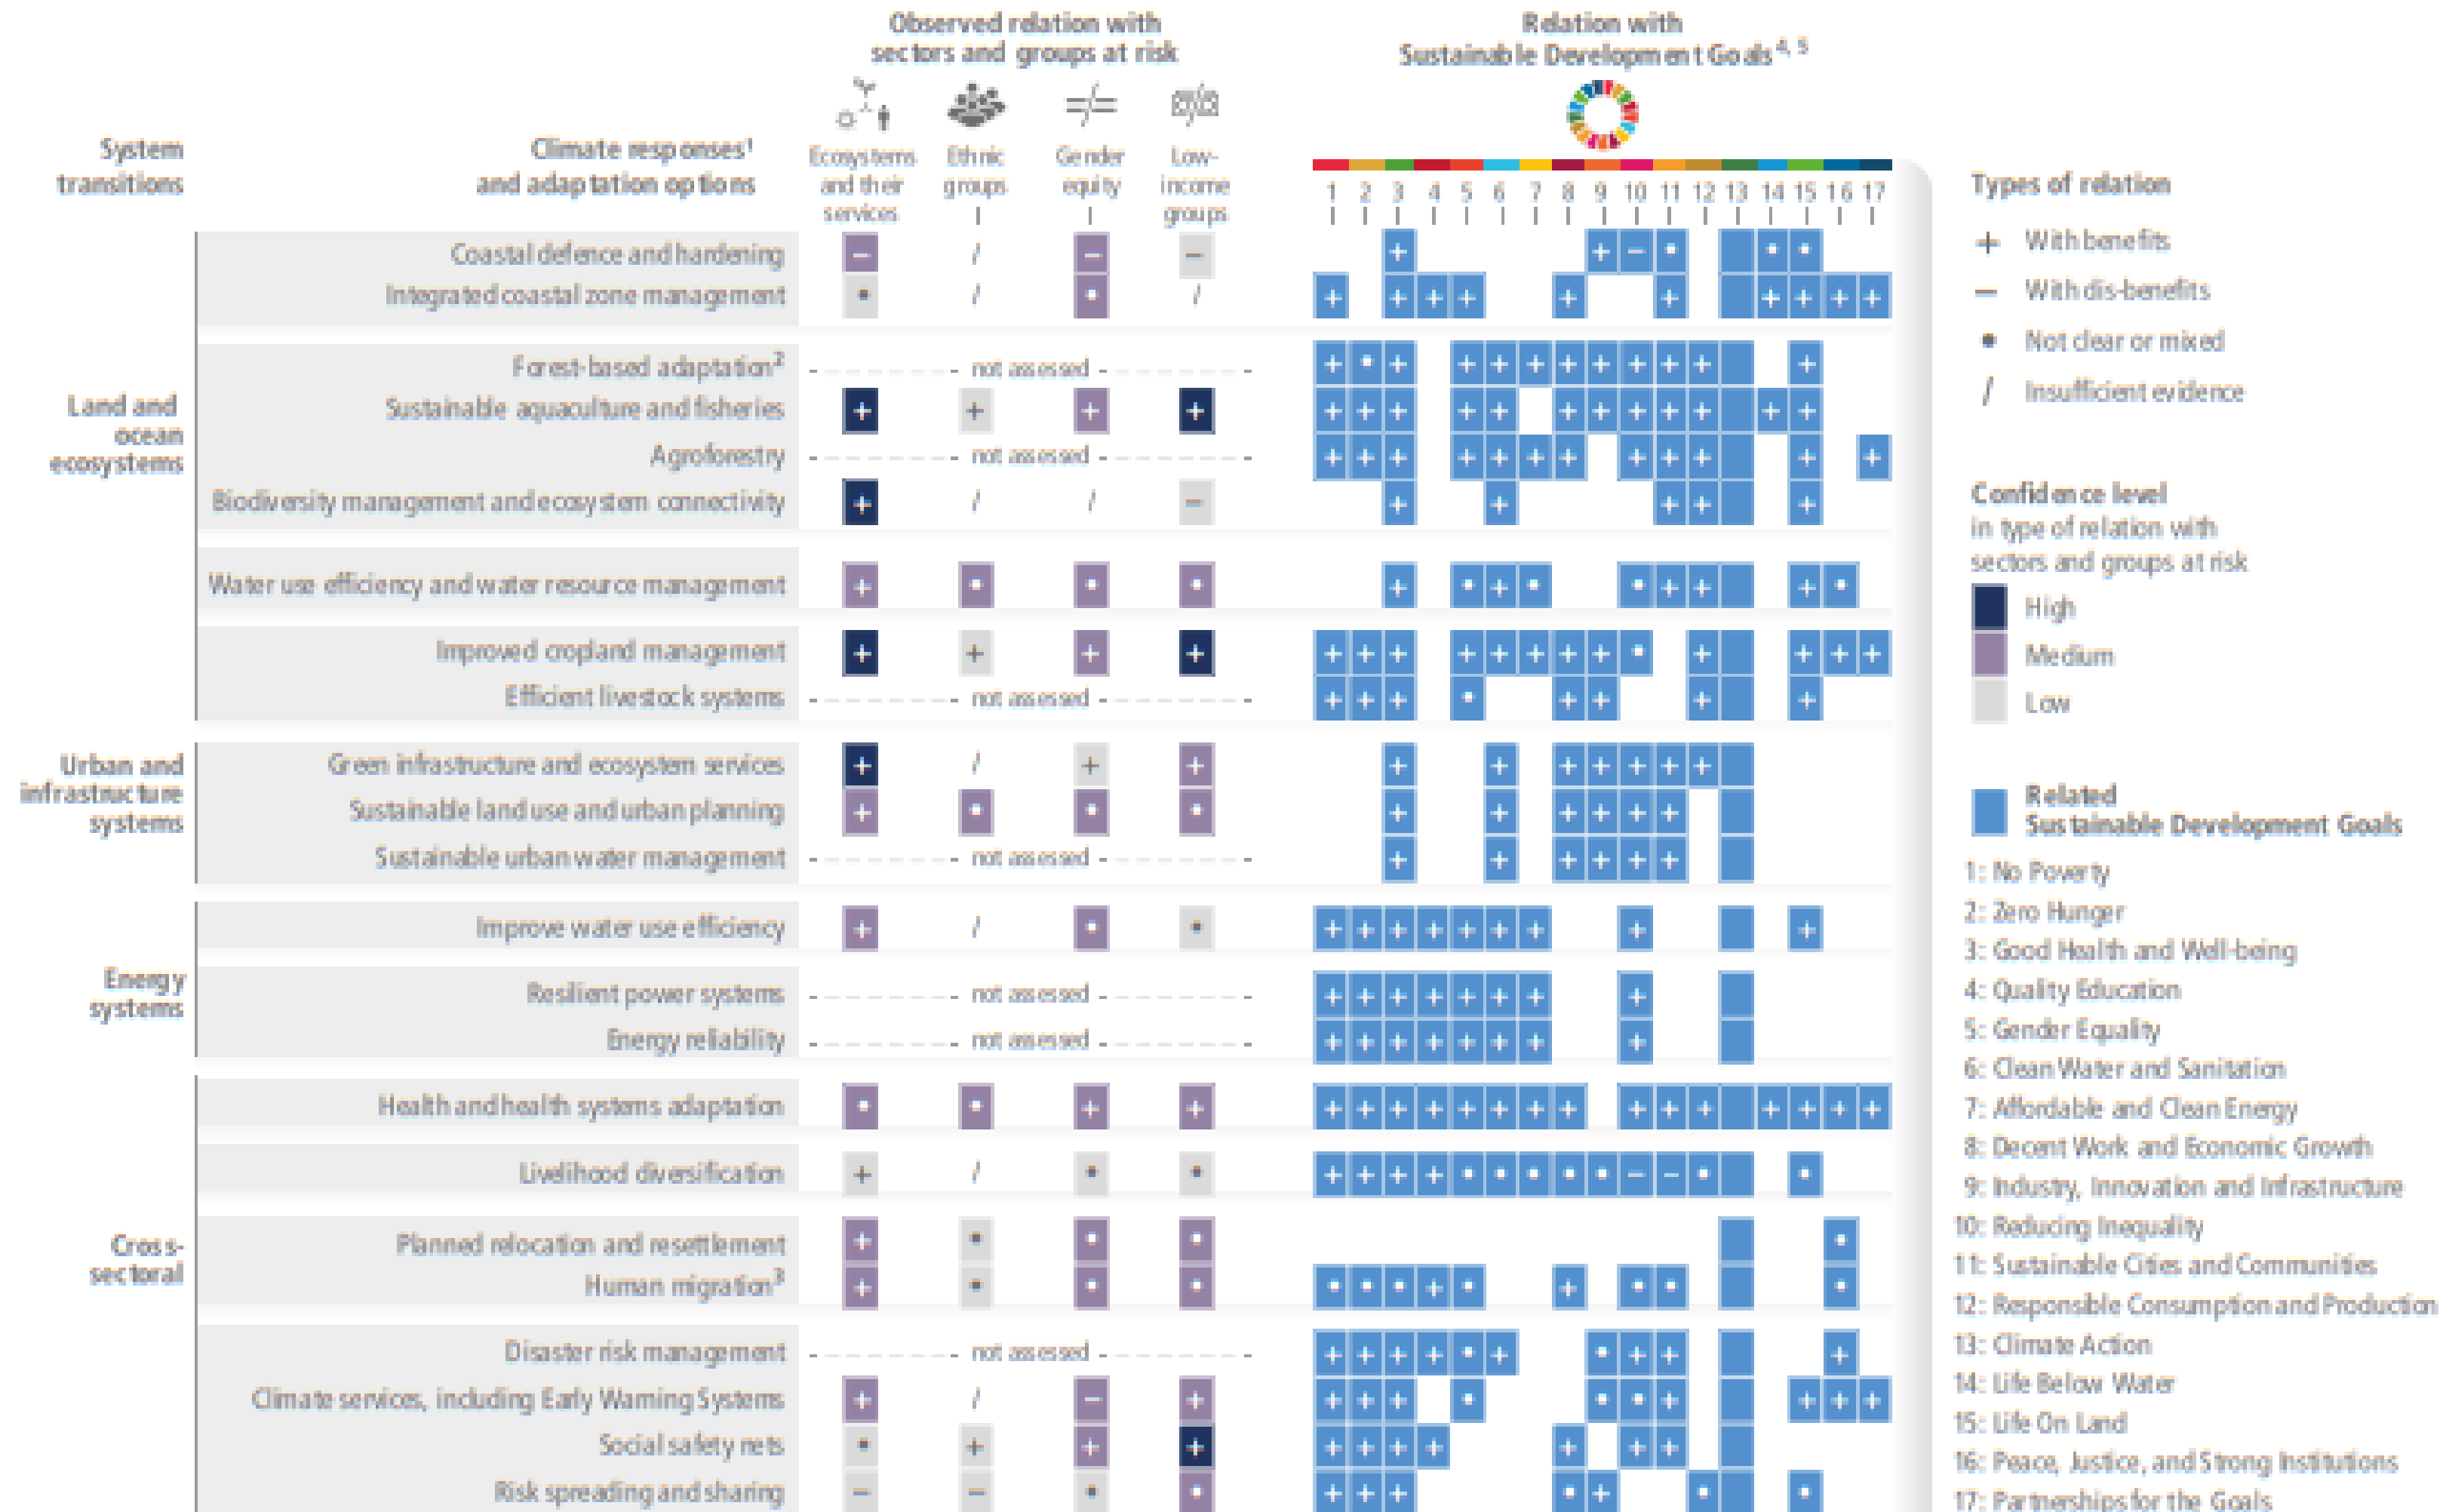 Observed relation with
sectors and groups at risk
Relation with
Sustainable Development Goals 4, 5
System
transitions
Climate responses1
and adaptation options
Ecosystems
and their
services
Ethnic
groups
Gender
equity
Low-
income
groups
1 2 3 4 5 6 7 8 9 10 11 12 13 14 15 16 17
Types of relation
+ With benefits
− With dis-benefits
• Not clear or mixed
/ Insufficient evidence
Confidence level
in type of relation with
sectors and groups at risk
High
Medium
Low
Related
Sustainable Development Goals
1: No Poverty
2: Zero Hunger
3: Good Health and Well-being
4: Quality Education
5: Gender Equality
6: Clean Water and Sanitation
7: Affordable and Clean Energy
8: Decent Work and Economic Growth
9: Industry, Innovation and Infrastructure
10: Reducing Inequality
11: Sustainable Cities and Communities
12: Responsible Consumption and Production
13: Climate Action
14: Life Below Water
15: Life On Land
16: Peace, Justice, and Strong Institutions
17: Partnerships for the Goals
Land and
ocean
ecosystems
Coastal defence and hardening
Integrated coastal zone management
Forest-based adaptation2
not assessed
Sustainable aquaculture and fisheries
Agroforestry
not assessed
Biodiversity management and ecosystem connectivity
Water use efficiency and water resource management
Improved cropland management
Efficient livestock systems
not assessed
Urban and
infrastructure
systems
Green infrastructure and ecosystem services
Sustainable land use and urban planning
Sustainable urban water management
not assessed
Energy
systems
Improve water use efficiency
Resilient power systems
not assessed
Energy reliability
not assessed
Cross-
sectoral
Health and health systems adaptation
Livelihood diversification
Planned relocation and resettlement
Human migration3
Disaster risk management
not assessed
Climate services, including Early Warning Systems
Social safety nets
Risk spreading and sharing